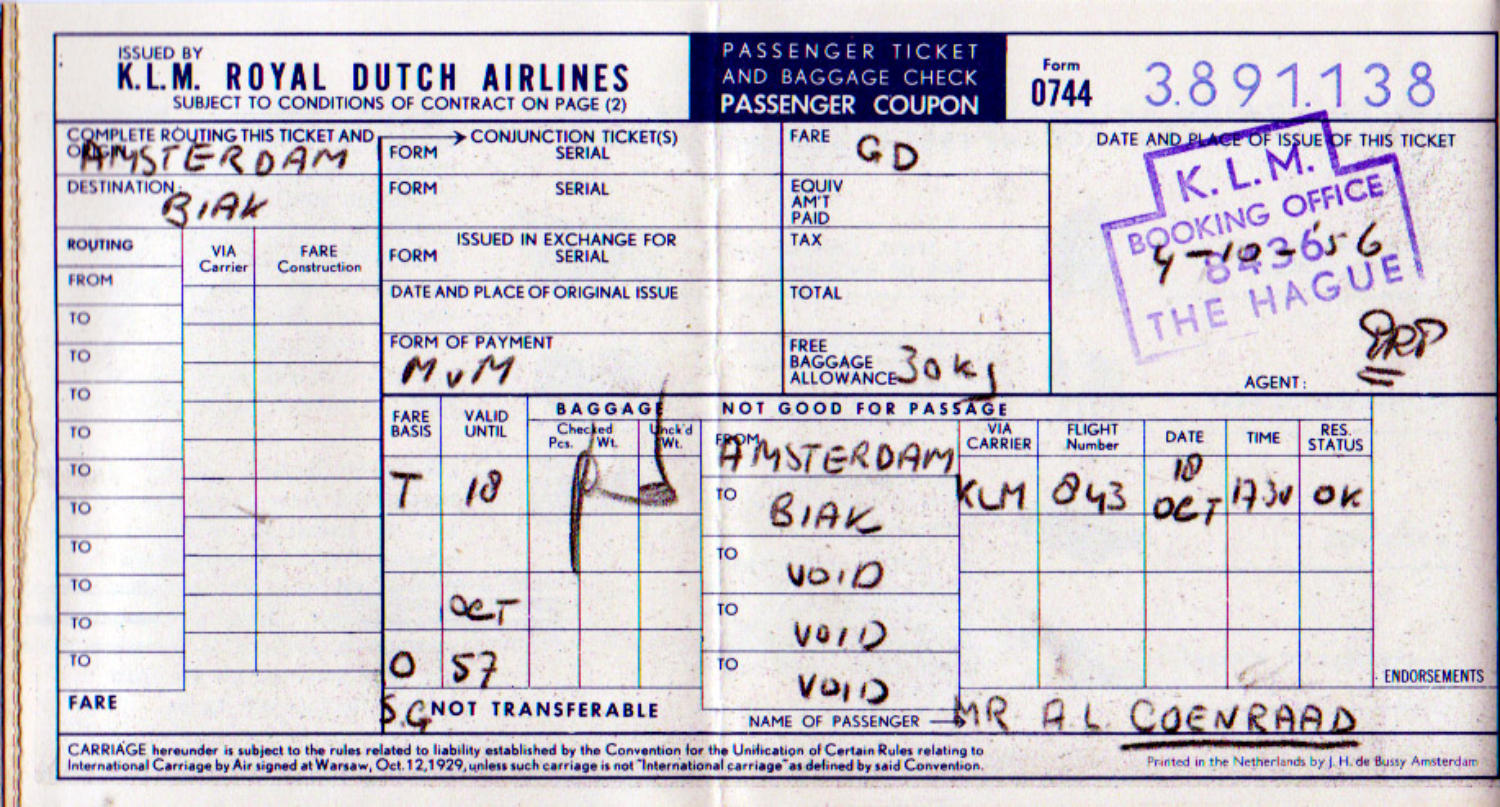 ISSUED BY
K.L.M. ROYAL DUTCH AIRLINES
SUBJECT TO CONDITIONS OF CONTRACT ON PAGE (2)
PASSENGER TICKET
AND BAGGAGE CHECK
PASSENGER COUPON
Form
0744
3.891.138
COMPLETE ROUTING THIS TICKET AND
AMSTERDAM
DESTINATION:
BIAK
CONJUNCTION TICKET(S)
FORM SERIAL
FORM SERIAL
ISSUED IN EXCHANGE FOR
FORM SERIAL
DATE AND PLACE OF ORIGINAL ISSUE
FORM OF PAYMENT
MvM
FARE GD
EQUIV
AM'T
PAID
TAX
TOTAL
FREE
BAGGAGE
ALLOWANCE 30 kg
DATE AND PLACE OF ISSUE OF THIS TICKET
K. L. M.
BOOKING OFFICE
4-10-'56
THE HAGUE
AGENT:
ROUTING
VIA
Carrier
FARE
Construction
FROM
TO
TO
TO
TO
TO
TO
TO
TO
TO
TO
FARE
FARE
BASIS
VALID
UNTIL
BAGGAGE
Checked
Pcs. Wt.
Unck'd
Wt.
T 18
OCT
O 57
S.G NOT TRANSFERABLE
NOT GOOD FOR PASSAGE
VIA
CARRIER
FLIGHT
Number
DATE
TIME
RES.
STATUS
FROM AMSTERDAM
TO BIAK KLM 843 18 OCT 1730 OK
TO VOID
TO VOID
TO VOID
ENDORSEMENTS
NAME OF PASSENGER MR A.L. COENRAAD
CARRIAGE hereunder is subject to the rules related to liability established by the Convention for the Unification of Certain Rules relating to
International Carriage by Air signed at Warsaw, Oct. 12, 1929, unless such carriage is not "International carriage" as defined by said Convention.
Printed in the Netherlands by J. H. de Bussy Amsterdam